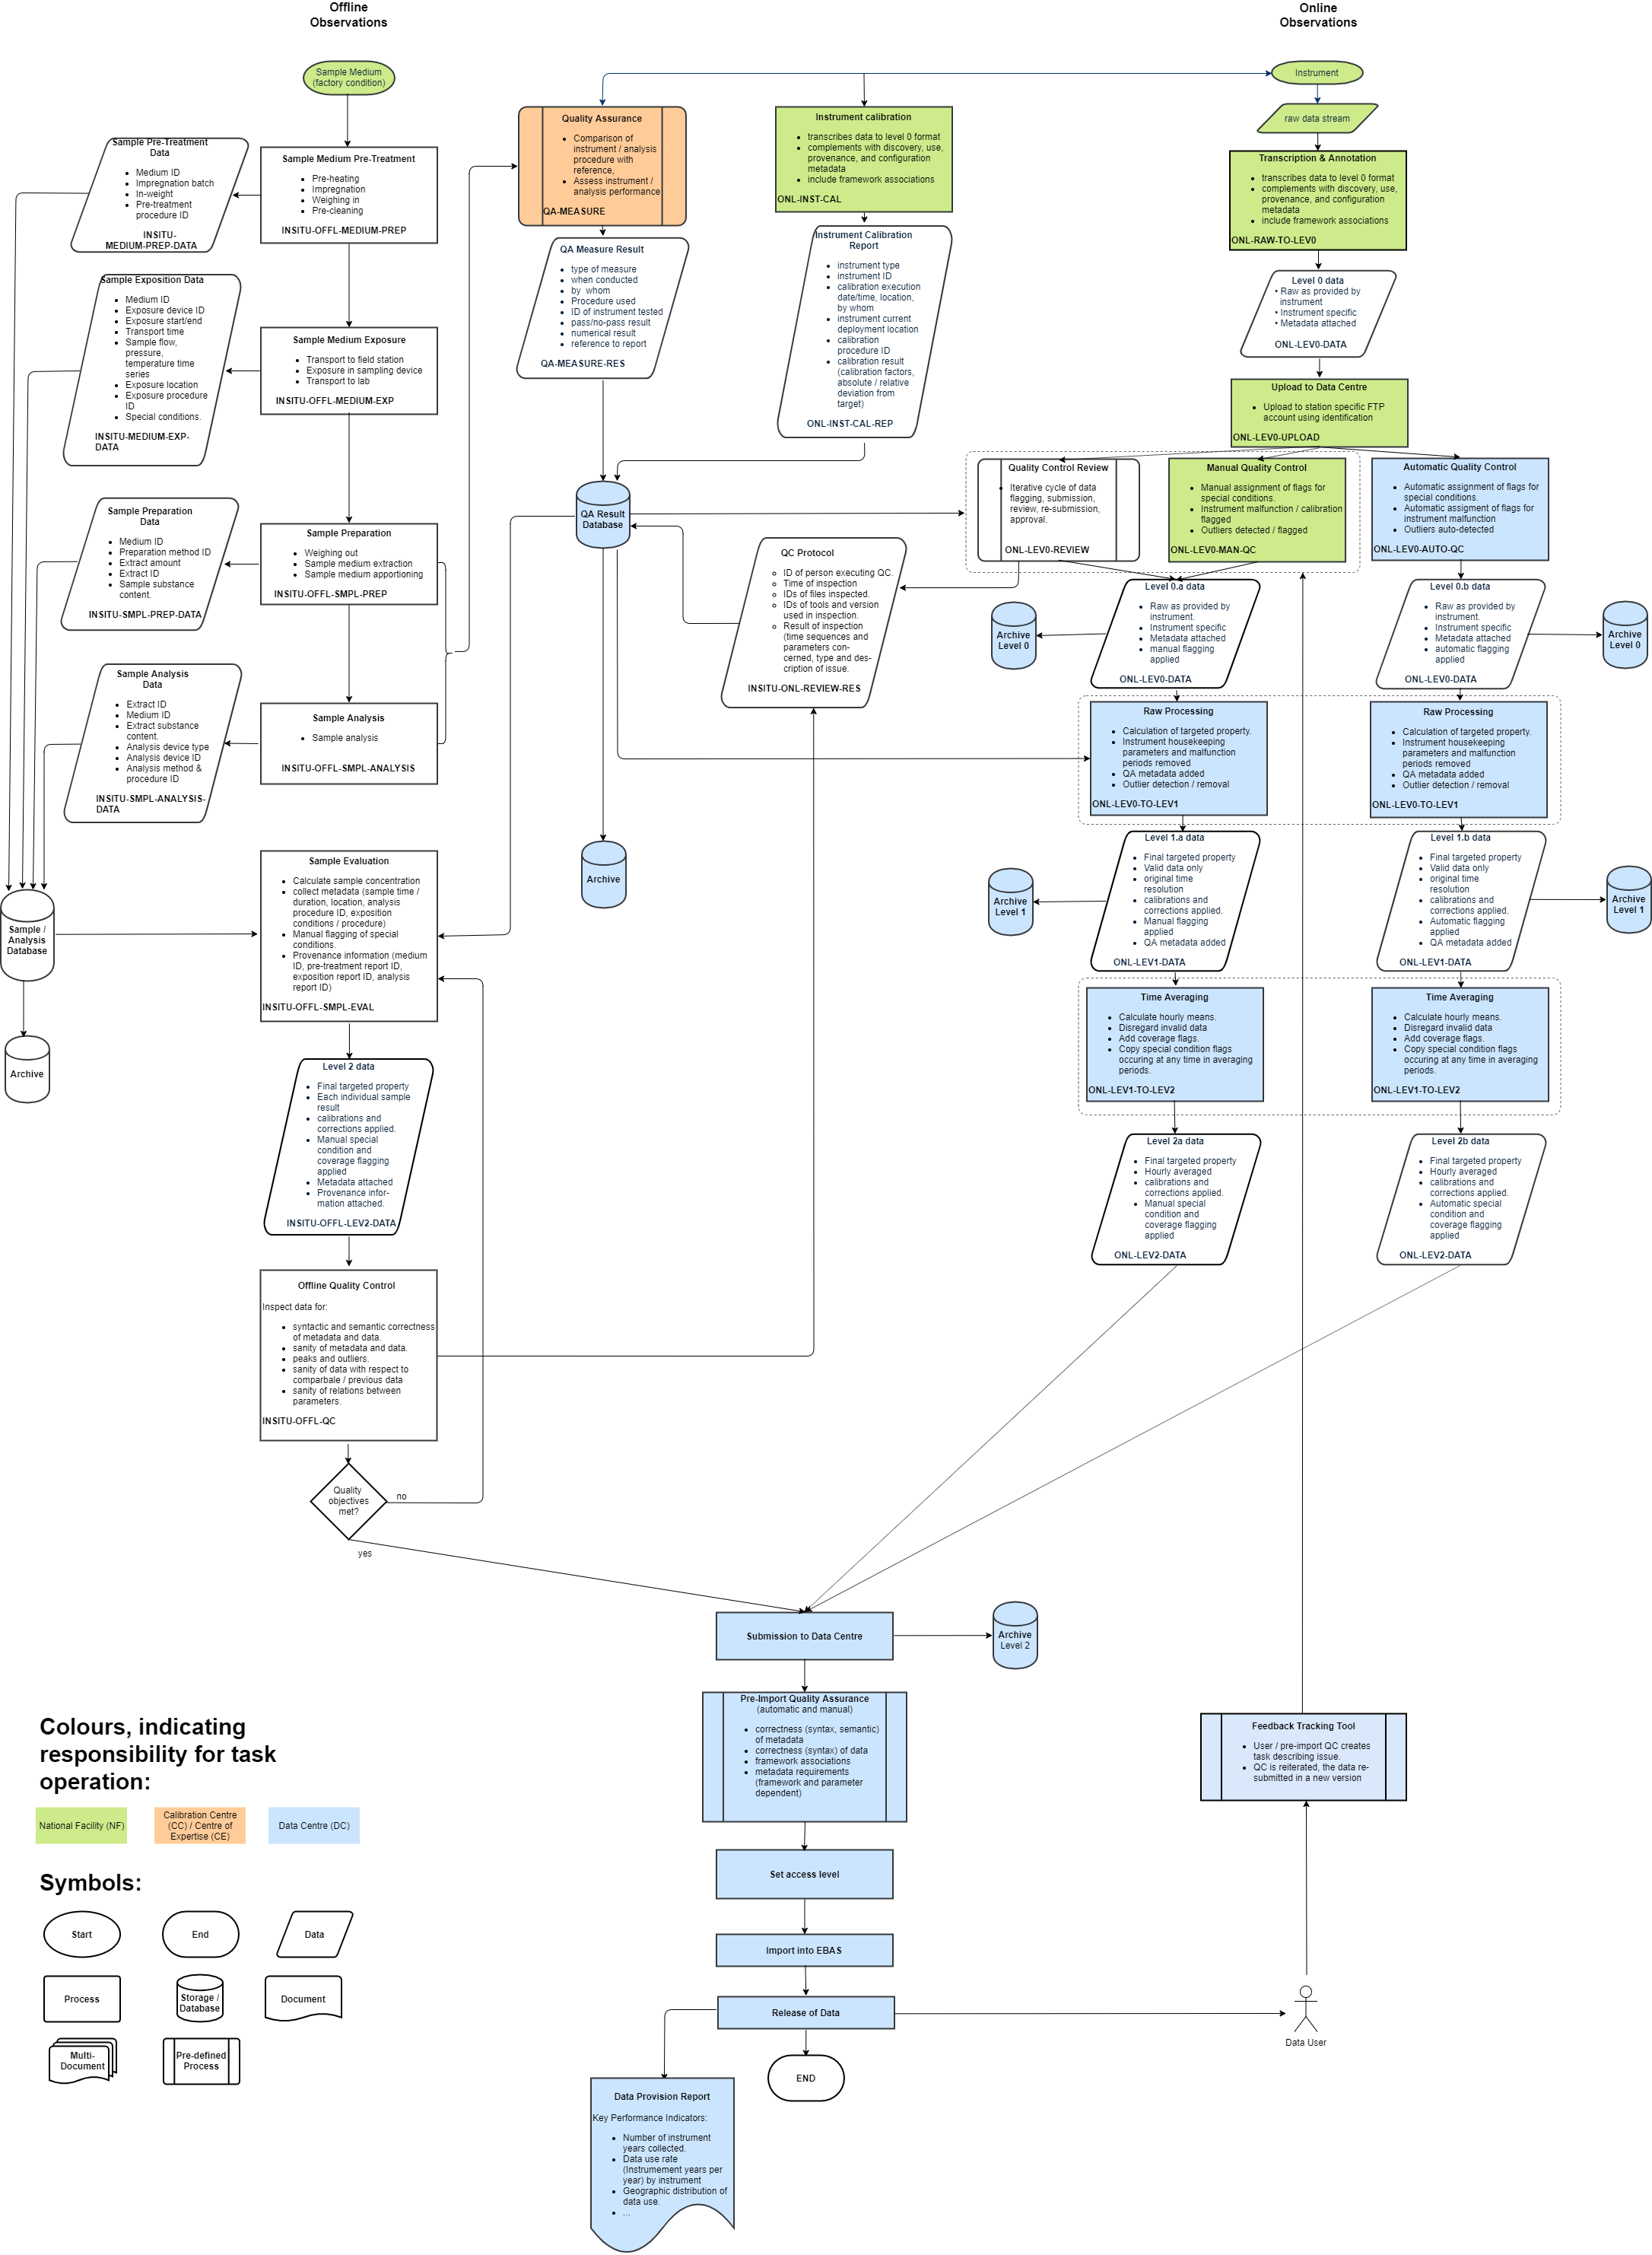 Offline
Observations
Online
Observations
Sample Medium
(factory condition)
Sample Pre-Treatment
Data
Medium ID
Impregnation batch
In-weight
Pre-treatment
procedure ID
INSITU-
MEDIUM-PREP-DATA
Sample Medium Pre-Treatment
Pre-heating
Impregnation
Weighing in
Pre-cleaning
INSITU-OFFL-MEDIUM-PREP
Sample Exposition Data
Medium ID
Exposure device ID
Exposure start/end
Transport time
Sample flow,
pressure,
temperature time
series
Exposure location
Exposure procedure
ID
Special conditions.
INSITU-MEDIUM-EXP-
DATA
Sample Medium Exposure
Transport to field station
Exposure in sampling device
Transport to lab
INSITU-OFFL-MEDIUM-EXP
Sample Preparation
Data
Medium ID
Preparation method ID
Extract amount
Extract ID
Sample substance
content.
INSITU-SMPL-PREP-DATA
Sample Preparation
Weighing out
Sample medium extraction
Sample medium apportioning
INSITU-OFFL-SMPL-PREP
Sample Analysis
Data
Extract ID
Medium ID
Extract substance
content.
Analysis device type
Analysis device ID
Analysis method &
procedure ID
INSITU-SMPL-ANALYSIS-
DATA
Sample Analysis
Sample analysis
INSITU-OFFL-SMPL-ANALYSIS
Sample /
Analysis
Database
Archive
Sample Evaluation
Calculate sample concentration
collect metadata (sample time /
duration, location, analysis
procedure ID, exposition
conditions / procedure)
Manual flagging of special
conditions.
Provenance information (medium
ID, pre-treatment report ID,
exposition report ID, analysis
report ID)
INSITU-OFFL-SMPL-EVAL
Level 2 data
Final targeted property
Each individual sample
result
calibrations and
corrections applied.
Manual special
condition and
coverage flagging
applied
Metadata attached
Provenance infor-
mation attached.
INSITU-OFFL-LEV2-DATA
Offline Quality Control
Inspect data for:
syntactic and semantic correctness
of metadata and data.
sanity of metadata and data.
peaks and outliers.
sanity of data with respect to
comparbale / previous data
sanity of relations between
parameters.
INSITU-OFFL-QC
Quality
objectives
met?
no
yes
Quality Assurance
Comparison of
instrument / analysis
procedure with
reference,
Assess instrument /
analysis performance
QA-MEASURE
QA Measure Result
type of measure
when conducted
by whom
Procedure used
ID of instrument tested
pass/no-pass result
numerical result
reference to report
QA-MEASURE-RES
Instrument calibration
transcribes data to level 0 format
complements with discovery, use,
provenance, and configuration
metadata
include framework associations
ONL-INST-CAL
Instrument Calibration
Report
instrument type
instrument ID
calibration execution
date/time, location,
by whom
instrument current
deployment location
calibration
procedure ID
calibration result
(calibration factors,
absolute / relative
deviation from
target)
ONL-INST-CAL-REP
QA Result
Database
Archive
QC Protocol
ID of person executing QC.
Time of inspection
IDs of files inspected.
IDs of tools and version
used in inspection.
Result of inspection
(time sequences and
parameters con-
cerned, type and des-
cription of issue.
INSITU-ONL-REVIEW-RES
Instrument
raw data stream
Transcription & Annotation
transcribes data to level 0 format
complements with discovery, use,
provenance, and configuration
metadata
include framework associations
ONL-RAW-TO-LEV0
Level 0 data
• Raw as provided by
instrument
• Instrument specific
• Metadata attached
ONL-LEV0-DATA
Upload to Data Centre
Upload to station specific FTP
account using identification
ONL-LEV0-UPLOAD
Quality Control Review
Iterative cycle of data
flagging, submission,
review, re-submission,
approval.
ONL-LEV0-REVIEW
Manual Quality Control
Manual assignment of flags for
special conditions.
Instrument malfunction / calibration
flagged
Outliers detected / flagged
ONL-LEV0-MAN-QC
Automatic Quality Control
Automatic assignment of flags for
special conditions.
Automatic assigment of flags for
instrument malfunction
Outliers auto-detected
ONL-LEV0-AUTO-QC
Archive
Level 0
Level 0.a data
Raw as provided by
instrument.
Instrument specific
Metadata attached
manual flagging
applied
ONL-LEV0-DATA
Level 0.b data
Raw as provided by
instrument.
Instrument specific
Metadata attached
automatic flagging
applied
ONL-LEV0-DATA
Archive
Level 0
Raw Processing
Calculation of targeted property.
Instrument housekeeping
parameters and malfunction
periods removed
QA metadata added
Outlier detection / removal
ONL-LEV0-TO-LEV1
Raw Processing
Calculation of targeted property.
Instrument housekeeping
parameters and malfunction
periods removed
QA metadata added
Outlier detection / removal
ONL-LEV0-TO-LEV1
Archive
Level 1
Level 1.a data
Final targeted property
Valid data only
original time
resolution
calibrations and
corrections applied.
Manual flagging
applied
QA metadata added
ONL-LEV1-DATA
Level 1.b data
Final targeted property
Valid data only
original time
resolution
calibrations and
corrections applied.
Automatic flagging
applied
QA metadata added
ONL-LEV1-DATA
Archive
Level 1
Time Averaging
Calculate hourly means.
Disregard invalid data
Add coverage flags.
Copy special condition flags
occuring at any time in averaging
periods.
ONL-LEV1-TO-LEV2
Time Averaging
Calculate hourly means.
Disregard invalid data
Add coverage flags.
Copy special condition flags
occuring at any time in averaging
periods.
ONL-LEV1-TO-LEV2
Level 2a data
Final targeted property
Hourly averaged
calibrations and
corrections applied.
Manual special
condition and
coverage flagging
applied
ONL-LEV2-DATA
Level 2b data
Final targeted property
Hourly averaged
calibrations and
corrections applied.
Automatic special
condition and
coverage flagging
applied
ONL-LEV2-DATA
Submission to Data Centre
Archive
Level 2
Pre-Import Quality Assurance
(automatic and manual)
correctness (syntax, semantic)
of metadata
correctness (syntax) of data
framework associations
metadata requirements
(framework and parameter
dependent)
Feedback Tracking Tool
User / pre-import QC creates
task describing issue.
QC is reiterated, the data re-
submitted in a new version
Set access level
Import into EBAS
Release of Data
Data User
END
Data Provision Report
Key Performance Indicators:
Number of instrument
years collected.
Data use rate
(Instrumement years per
year) by instrument
Geographic distribution of
data use.
...
Colours, indicating
responsibility for task
operation:
National Facility (NF)
Calibration Centre
(CC) / Centre of
Expertise (CE)
Data Centre (DC)
Symbols:
Start
End
Data
Process
Storage /
Database
Document
Multi-
Document
Pre-defined
Process